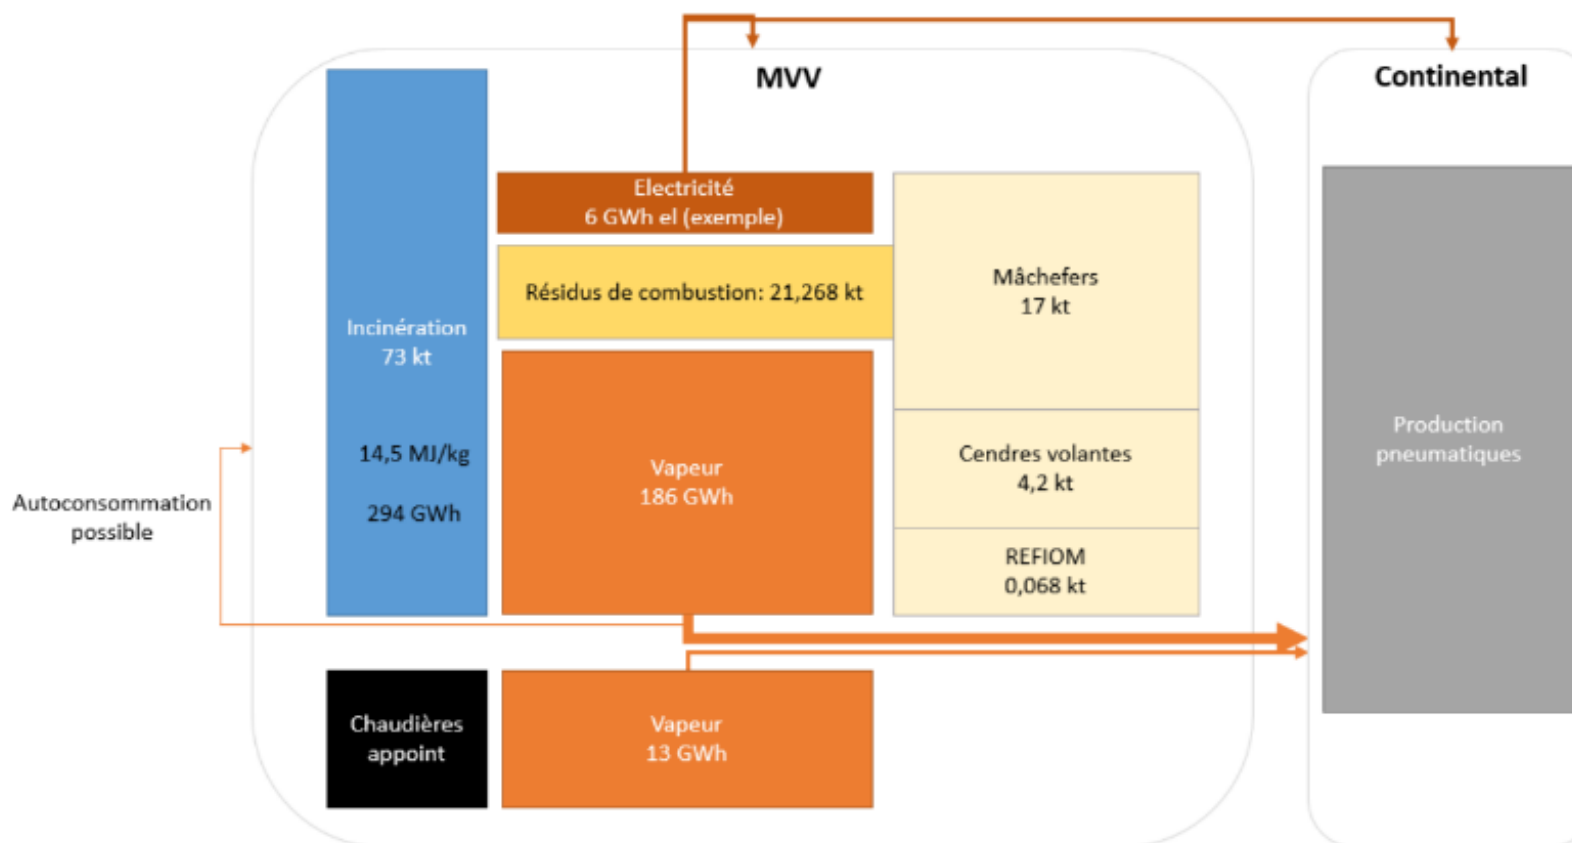 MVV
Continental
Electricité
6 GWh el (exemple)
Résidus de combustion: 21,268 kt
Mâchefers
17 kt
Incinération
73 kt
14,5 MJ/kg
294 GWh
Vapeur
186 GWh
Cendres volantes
4,2 kt
REFIOM
0,068 kt
Production
pneumatiques
Autoconsommation
possible
Chaudières
appoint
Vapeur
13 GWh